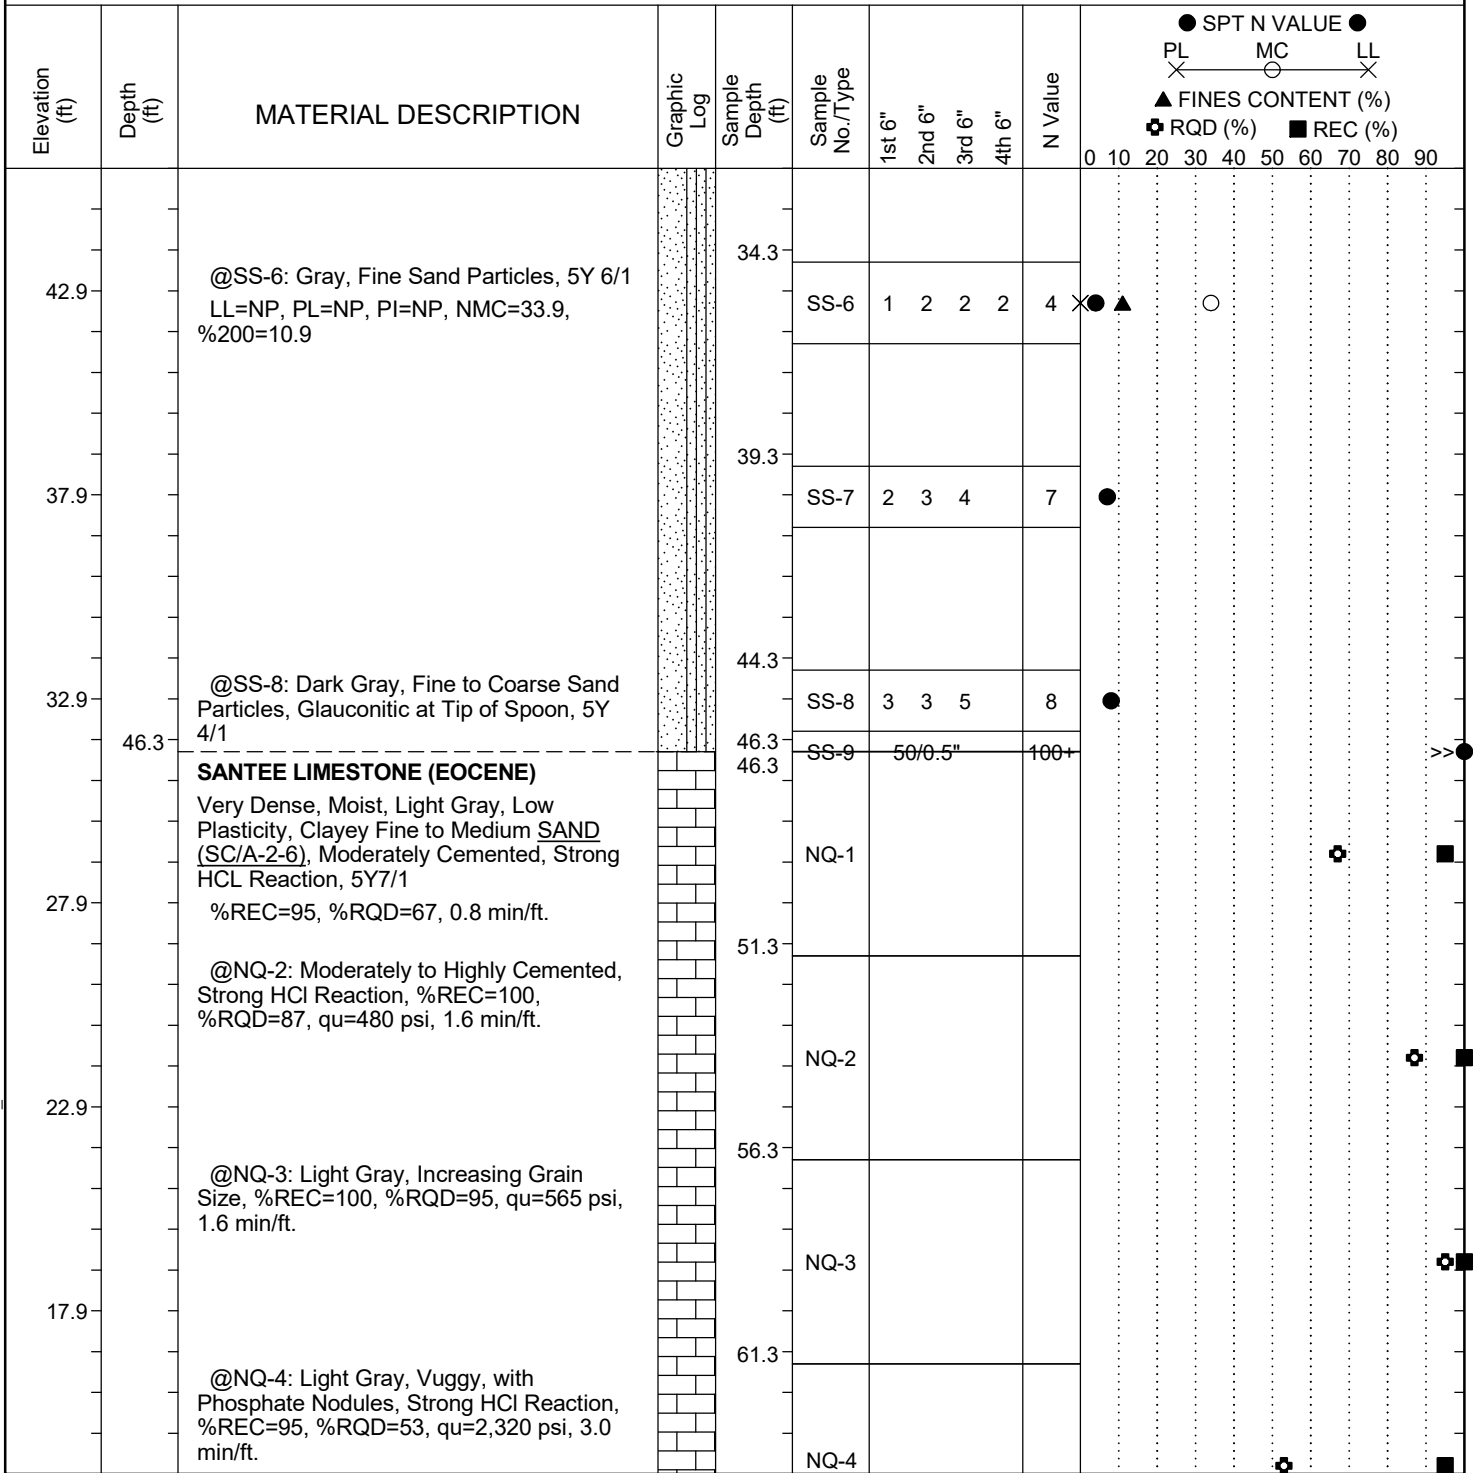 Elevation (ft)
Depth (ft)
MATERIAL DESCRIPTION
Graphic Log
Sample Depth (ft)
Sample No./Type
1st 6"
2nd 6"
3rd 6"
4th 6"
N Value
SPT N VALUE
PL MC LL
FINES CONTENT (%)
RQD (%) REC (%)
0 10 20 30 40 50 60 70 80 90
34.3
@SS-6: Gray, Fine Sand Particles, 5Y 6/1
42.9
LL=NP, PL=NP, PI=NP, NMC=33.9,
%200=10.9
SS-6 1 2 2 2 4
39.3
37.9
SS-7 2 3 4 7
44.3
@SS-8: Dark Gray, Fine to Coarse Sand
Particles, Glauconitic at Tip of Spoon, 5Y
4/1
32.9
SS-8 3 3 5 8
46.3
46.3
SS-9 50/0.5" 100+ >>
46.3
SANTEE LIMESTONE (EOCENE)
Very Dense, Moist, Light Gray, Low
Plasticity, Clayey Fine to Medium SAND
(SC/A-2-6), Moderately Cemented, Strong
HCL Reaction, 5Y7/1
NQ-1
27.9
%REC=95, %RQD=67, 0.8 min/ft.
51.3
@NQ-2: Moderately to Highly Cemented,
Strong HCl Reaction, %REC=100,
%RQD=87, qu=480 psi, 1.6 min/ft.
NQ-2
22.9
56.3
@NQ-3: Light Gray, Increasing Grain
Size, %REC=100, %RQD=95, qu=565 psi,
1.6 min/ft.
NQ-3
17.9
61.3
@NQ-4: Light Gray, Vuggy, with
Phosphate Nodules, Strong HCl Reaction,
%REC=95, %RQD=53, qu=2,320 psi, 3.0
min/ft.
NQ-4